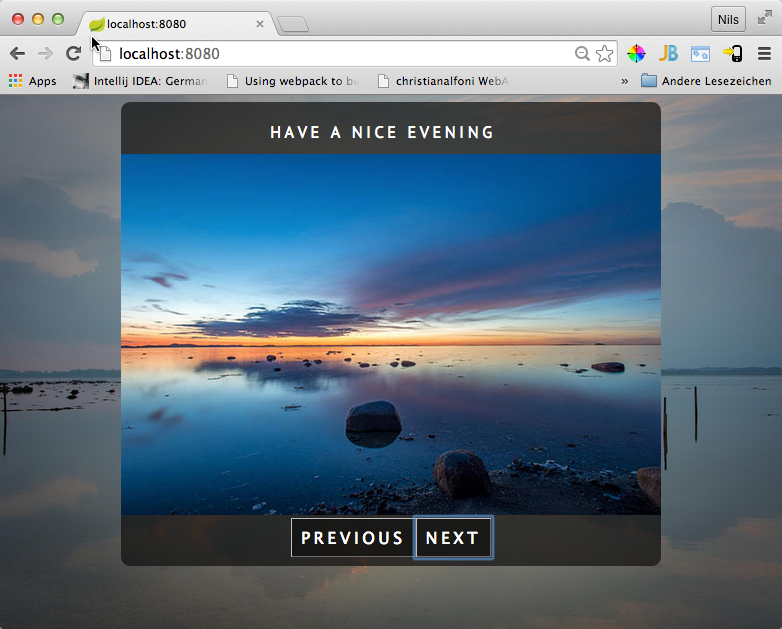 localhost:8080
Nils
localhost:8080
Apps
Intellij IDEA: German
Using webpack to bu
christianalfoni WebA
»
Andere Lesezeichen
HAVE A NICE EVENING
PREVIOUS
NEXT